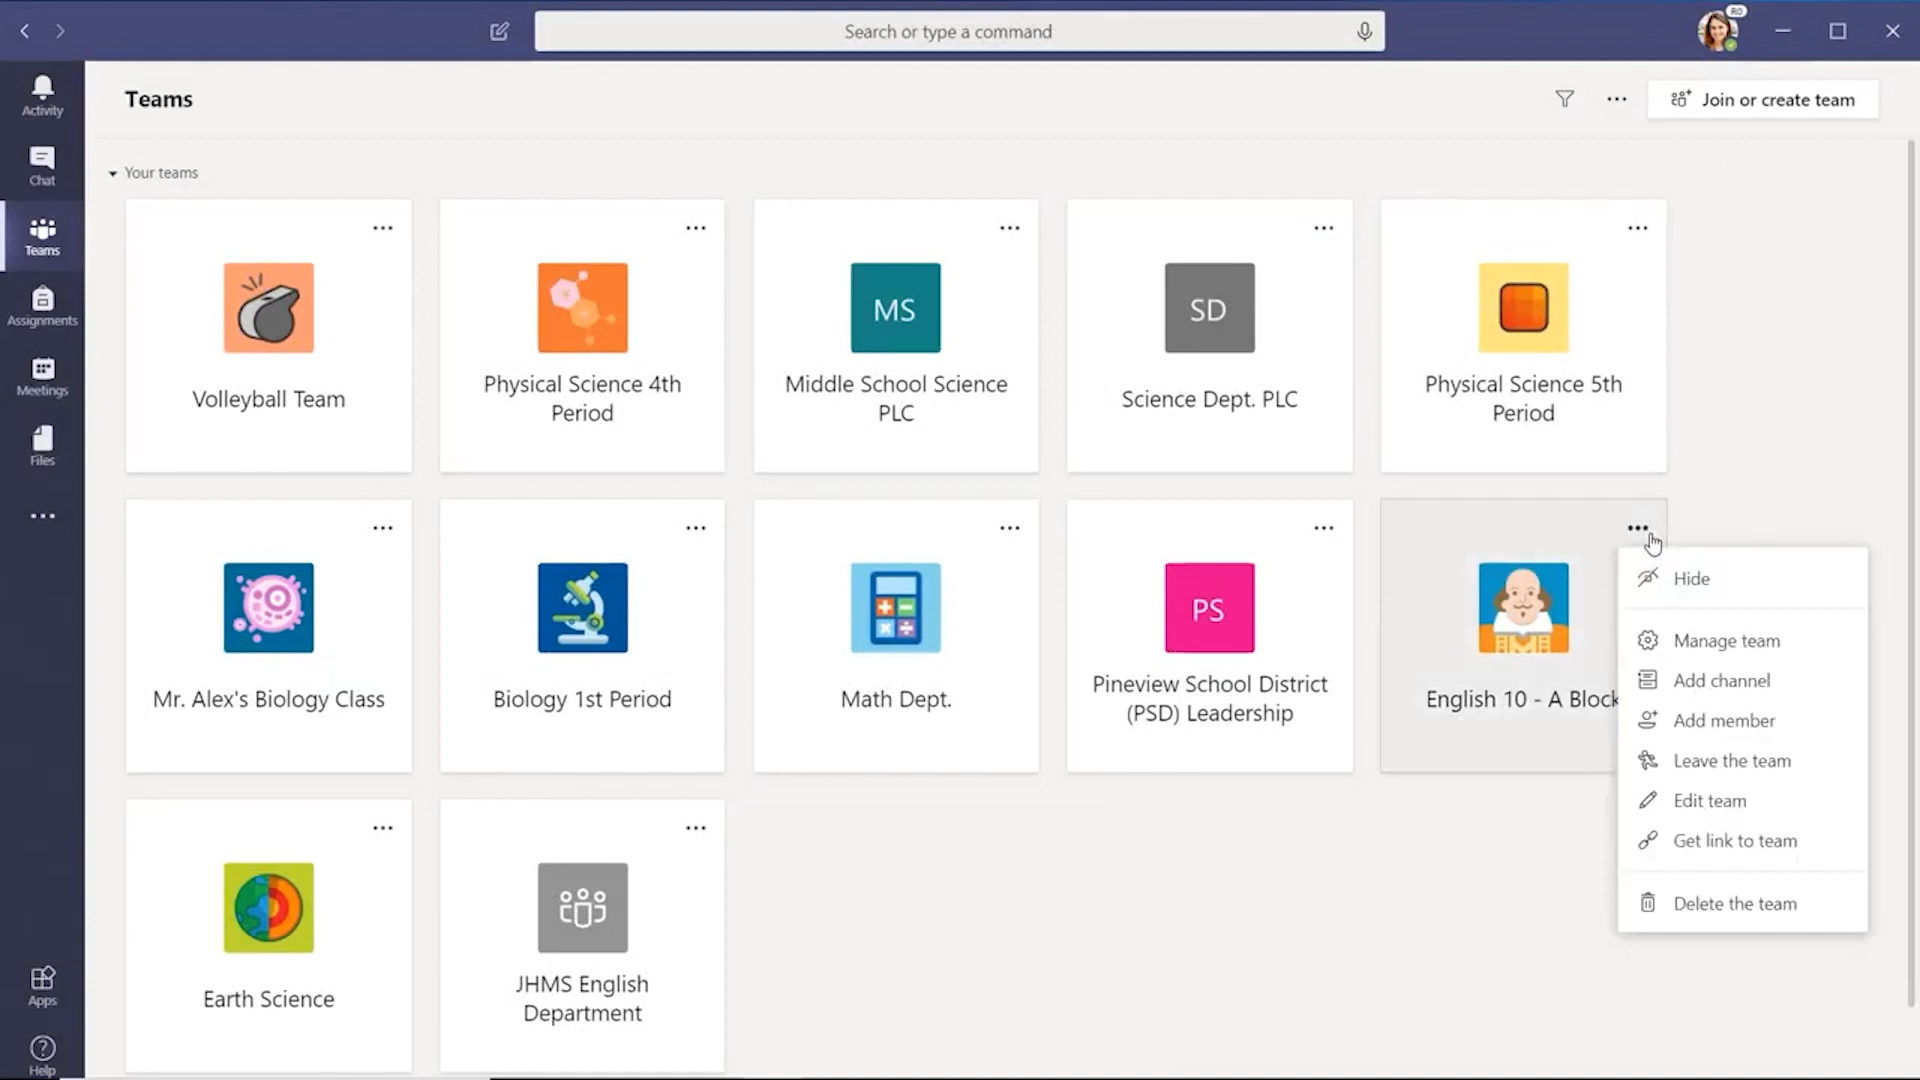 Search or type a command
RO
Activity
Chat
Teams
Assignments
Meetings
Files
Apps
Help
Teams
Join or create team
Your teams
Volleyball Team
Physical Science 4th
Period
MS
Middle School Science
PLC
SD
Science Dept. PLC
Physical Science 5th
Period
Mr. Alex's Biology Class
Biology 1st Period
Math Dept.
PS
Pineview School District
(PSD) Leadership
English 10 - A Block
Hide
Manage team
Add channel
Add member
Leave the team
Edit team
Get link to team
Delete the team
Earth Science
JHMS English
Department